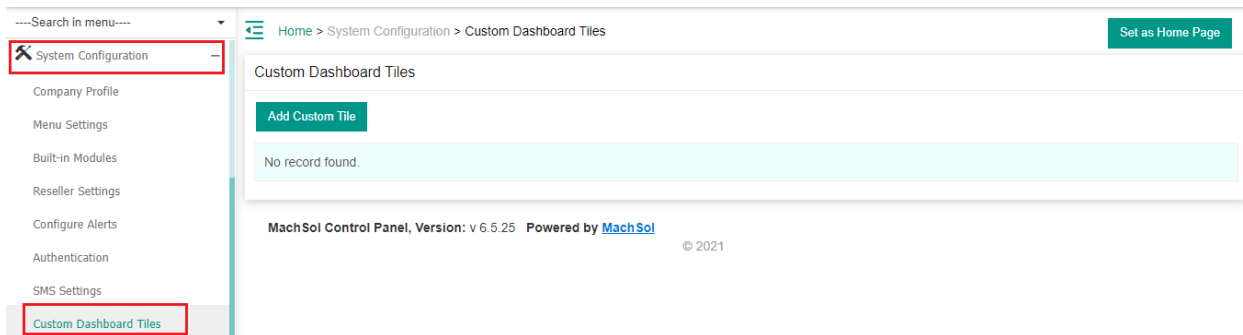 ----Search in menu----
System Configuration
Company Profile
Menu Settings
Built-in Modules
Reseller Settings
Configure Alerts
Authentication
SMS Settings
Custom Dashboard Tiles
Home > System Configuration > Custom Dashboard Tiles
Set as Home Page
Custom Dashboard Tiles
Add Custom Tile
No record found.
MachSol Control Panel, Version: v 6.5.25 Powered by MachSol
© 2021